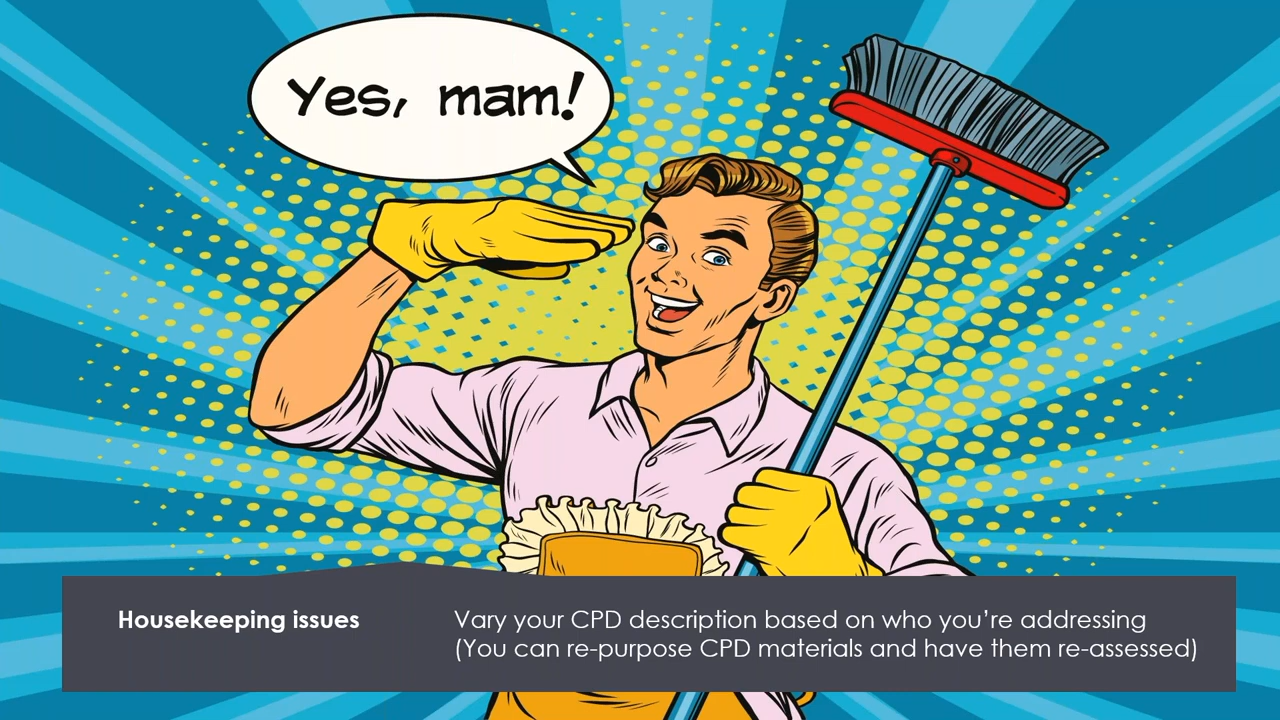 Yes, mam!
Housekeeping issues
Vary your CPD description based on who you’re addressing
(You can re-purpose CPD materials and have them re-assessed)